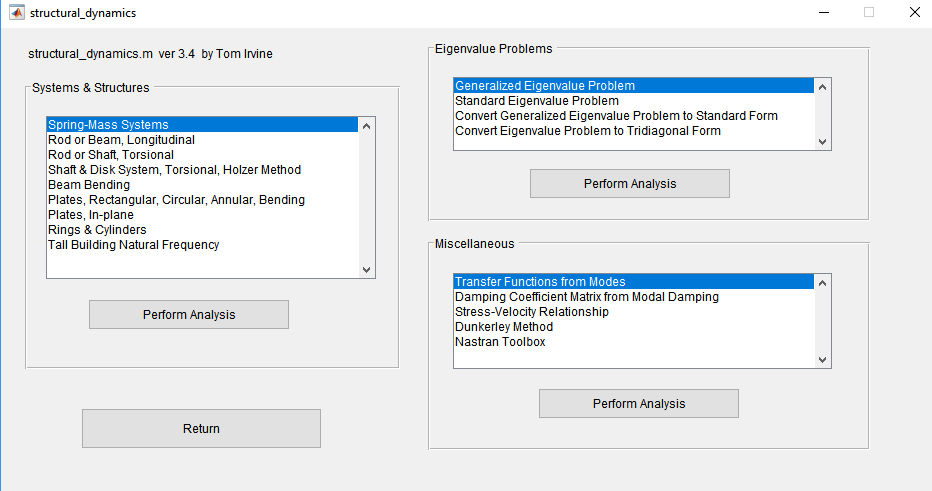 structural_dynamics
structural_dynamics.m ver 3.4 by Tom Irvine
Systems & Structures
Spring-Mass Systems
Rod or Beam, Longitudinal
Rod or Shaft, Torsional
Shaft & Disk System, Torsional, Holzer Method
Beam Bending
Plates, Rectangular, Circular, Annular, Bending
Plates, In-plane
Rings & Cylinders
Tall Building Natural Frequency
Perform Analysis
Return
Eigenvalue Problems
Generalized Eigenvalue Problem
Standard Eigenvalue Problem
Convert Generalized Eigenvalue Problem to Standard Form
Convert Eigenvalue Problem to Tridiagonal Form
Perform Analysis
Miscellaneous
Transfer Functions from Modes
Damping Coefficient Matrix from Modal Damping
Stress-Velocity Relationship
Dunkerley Method
Nastran Toolbox
Perform Analysis